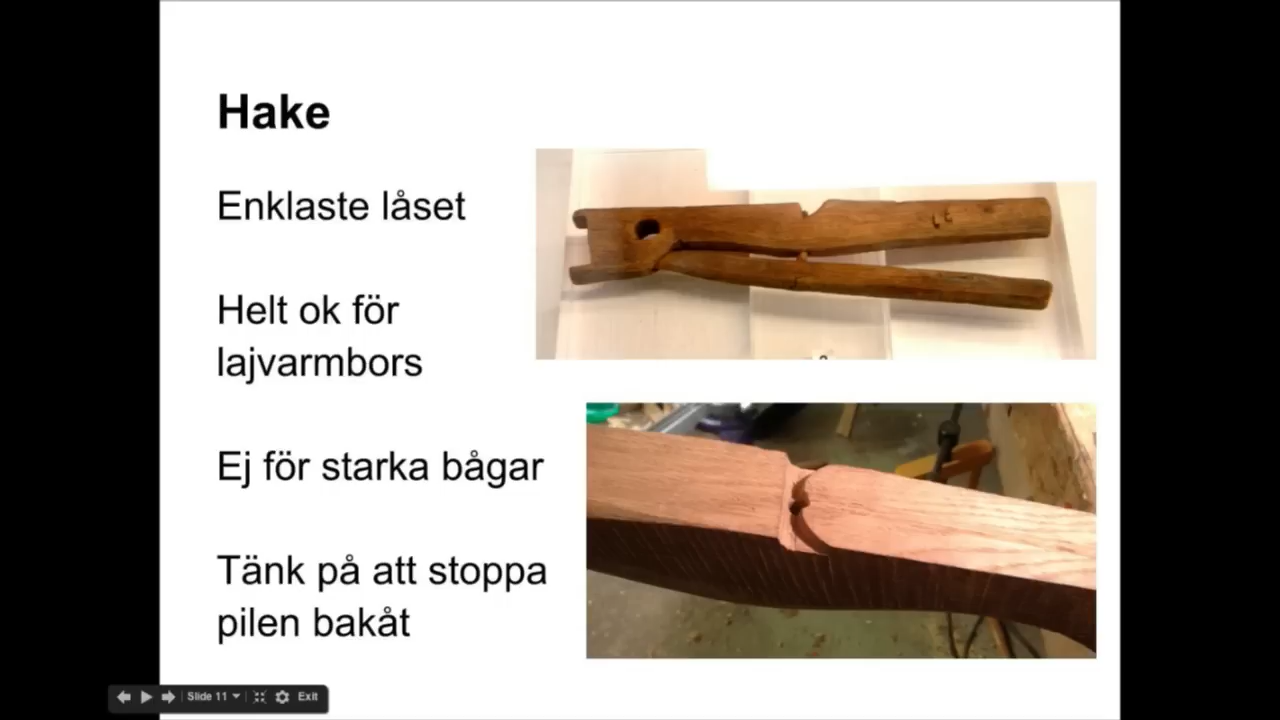 Hake
Enklaste låset
Helt ok för
lajvarmbors
Ej för starka bågar
Tänk på att stoppa
pilen bakåt
Slide 11
Exit